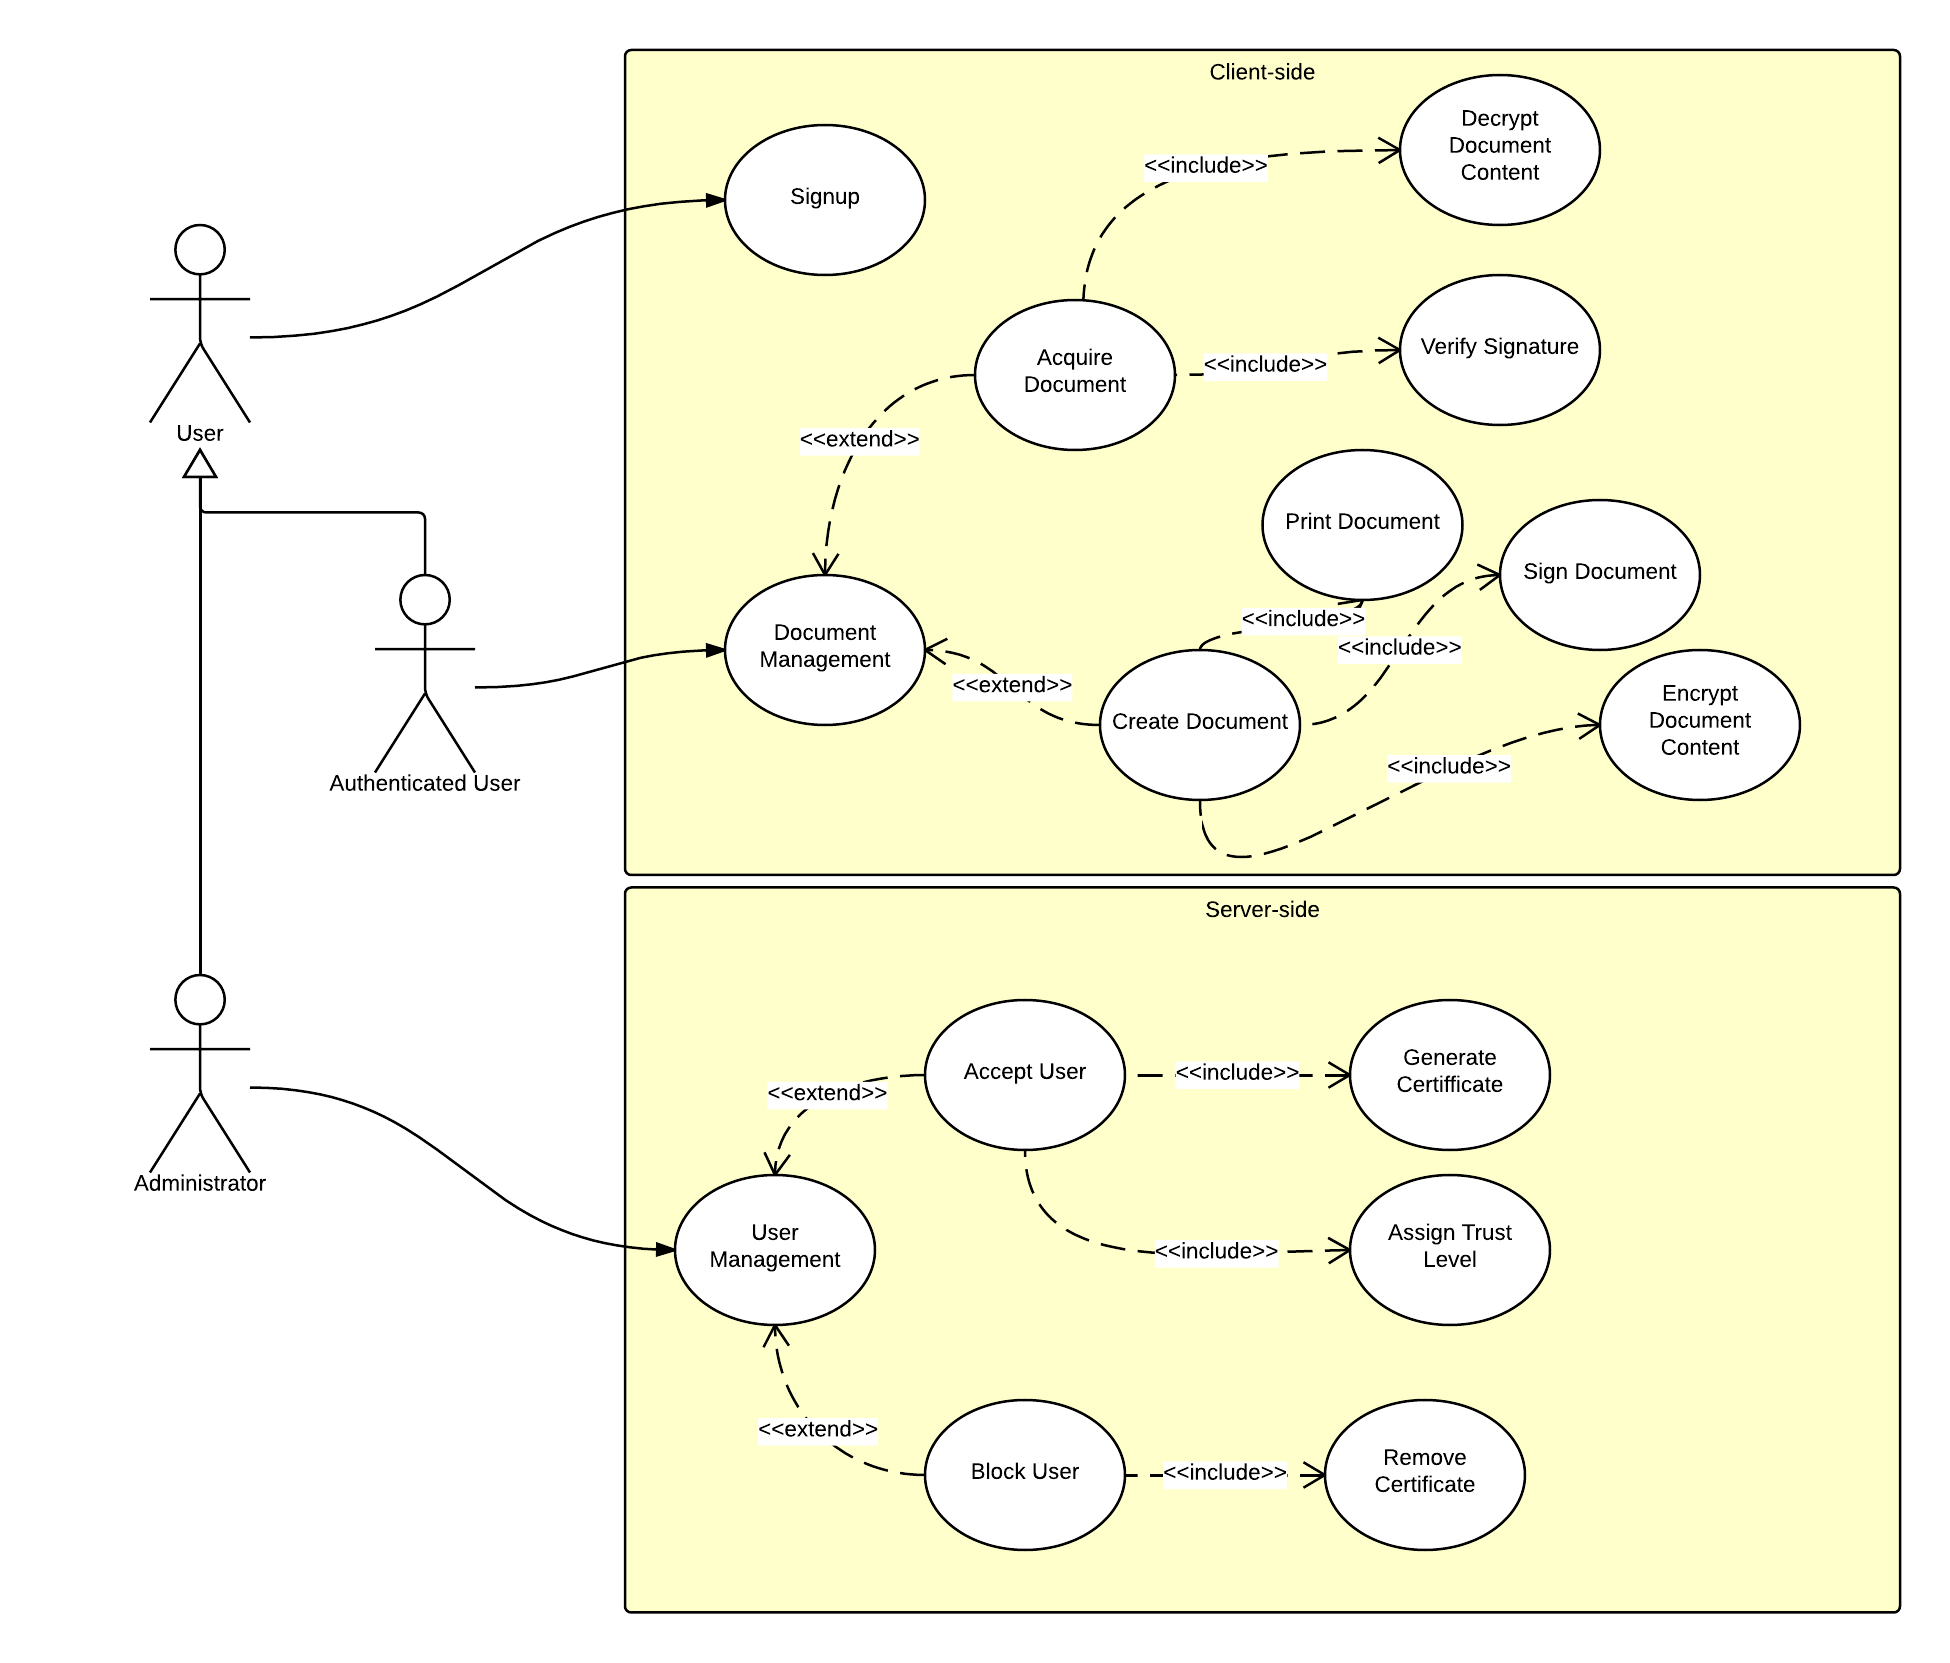 Client-side
Decrypt
Document
Content
<<include>>
Signup
Verify Signature
Acquire
Document
<<include>>
User
<<extend>>
Print Document
Sign Document
<<include>>
<<include>>
Document
Management
<<extend>>
Create Document
Encrypt
Document
Content
<<include>>
Authenticated User
Server-side
Accept User
<<include>>
Generate
Certifficate
<<extend>>
Administrator
User
Management
<<include>>
Assign Trust
Level
<<extend>>
Block User
<<include>>
Remove
Certificate